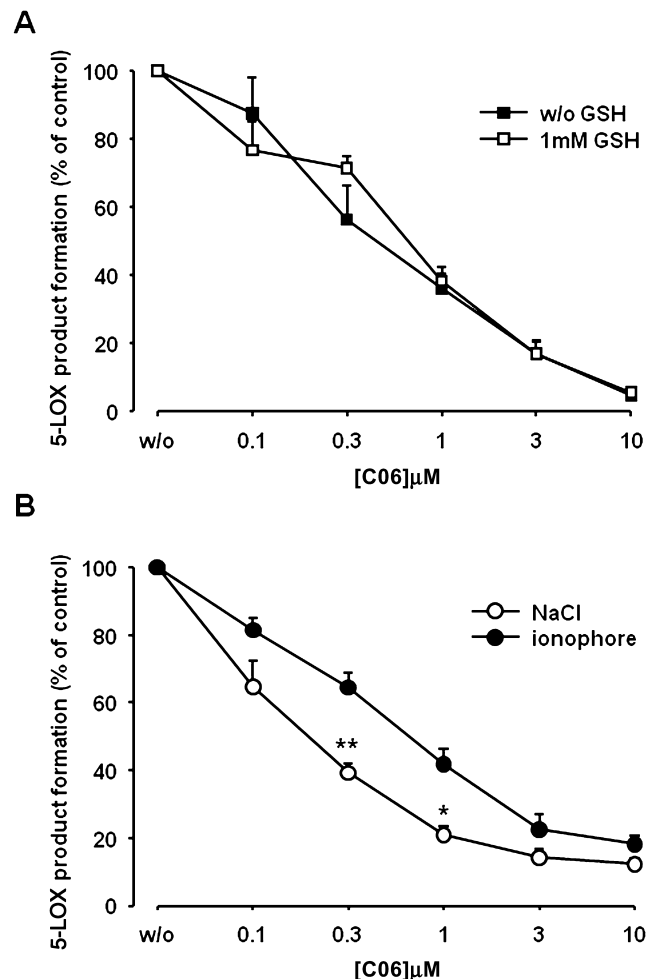 A
5-LOX product formation (% of control)
100
80
60
40
20
0
w/o GSH
1mM GSH
w/o 0.1 0.3 1 3 10
[C06]μM
B
5-LOX product formation (% of control)
100
80
60
40
20
0
NaCl
ionophore
**
*
w/o 0.1 0.3 1 3 10
[C06]μM